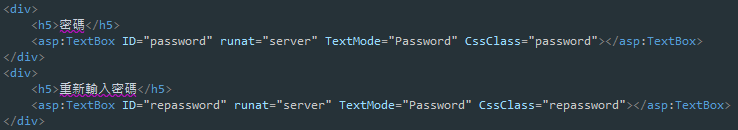 <div>
<h5>密碼</h5>
<asp:TextBox ID="password" runat="server" TextMode="Password" CssClass="password"></asp:TextBox>
</div>
<div>
<h5>重新輸入密碼</h5>
<asp:TextBox ID="repassword" runat="server" TextMode="Password" CssClass="repassword"></asp:TextBox>
</div>